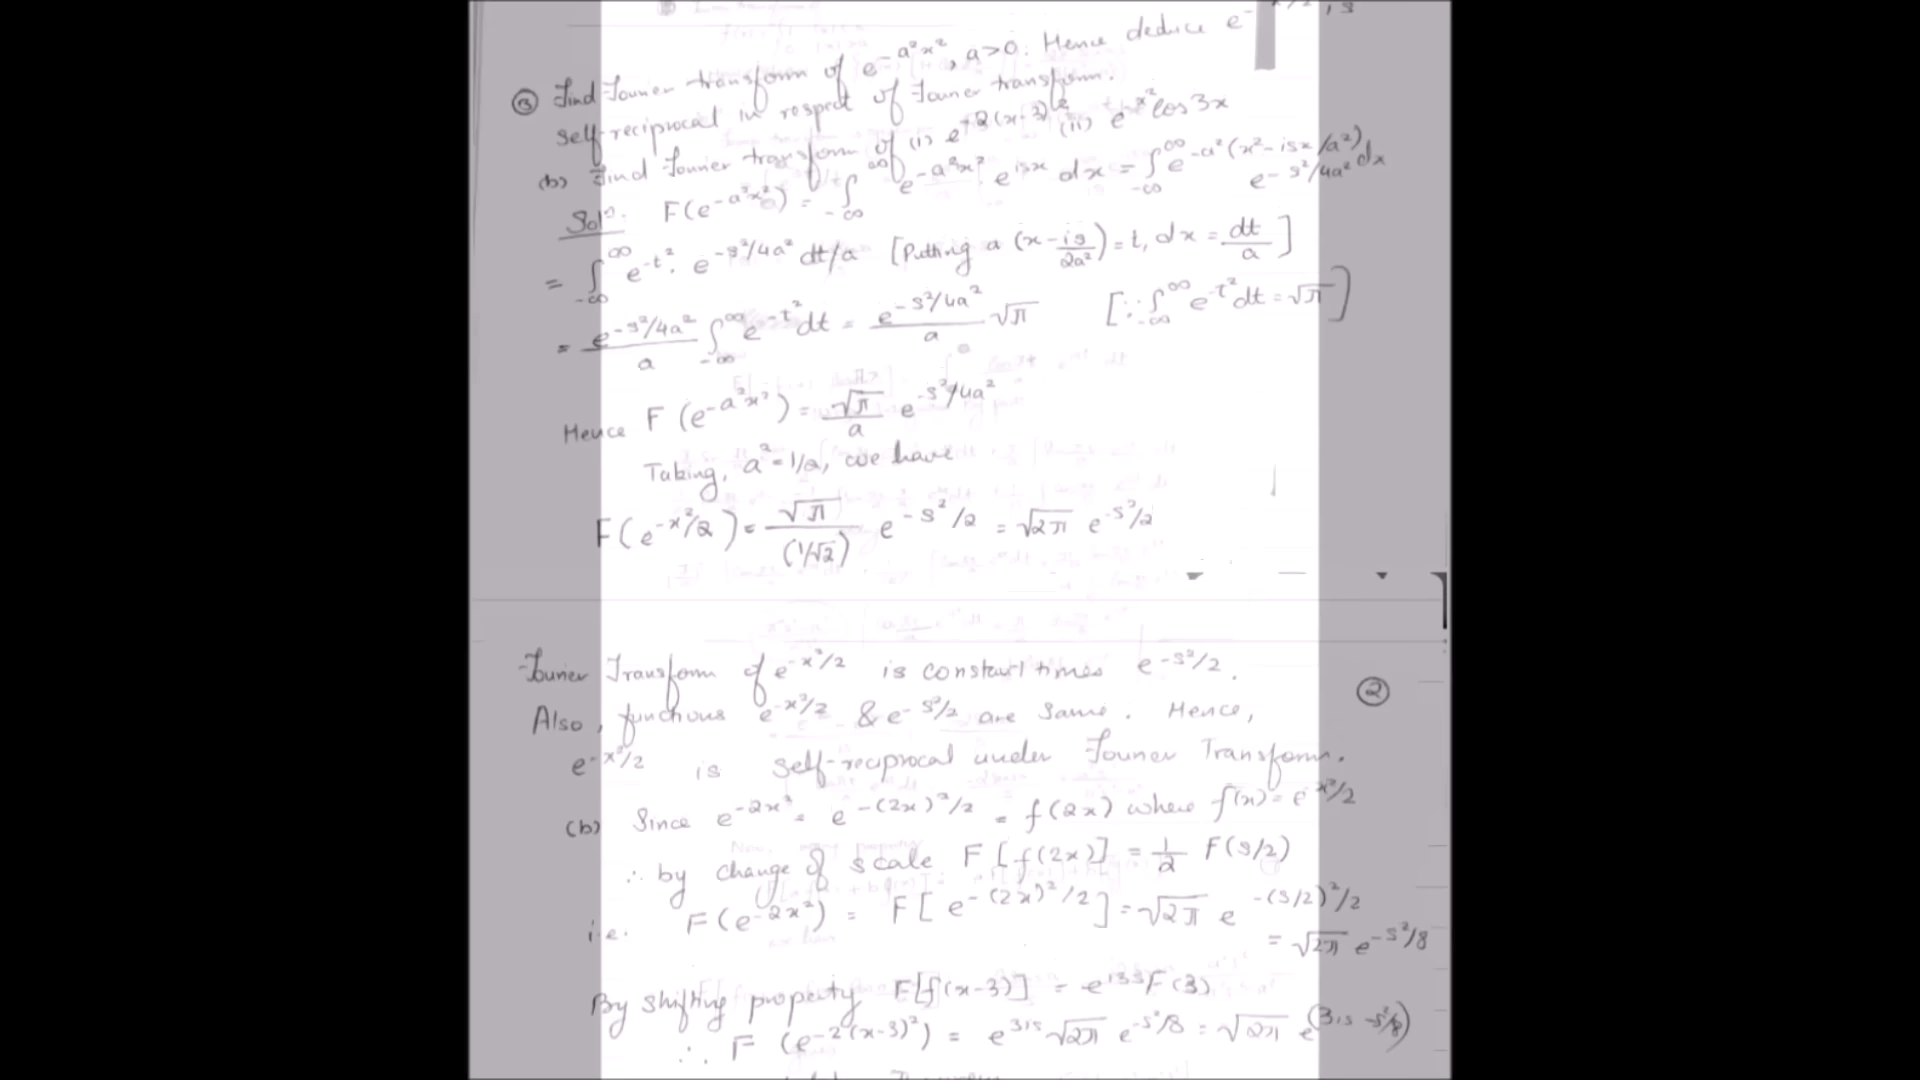 ③ Find Fourier transform of e^{-a²x²}, a>0. Hence deduce e^-
self-reciprocal in respect of Fourier transform.
(b) Find Fourier transform of (i) e^{-2(x-3)²} (ii) e^{-x²} cos 3x
Solⁿ. F(e^{-a²x²}) = ∫_{-∞}^{∞} e^{-a²x²} · e^{isx} dx = ∫_{-∞}^{∞} e^{-a²(x²-isx/a²)} dx
e^{-s²/4a²}
= ∫_{-∞}^{∞} e^{-t²} · e^{-s²/4a²} dt/a [Putting a (x - is/2a²) = t, dx = dt/a]
= e^{-s²/4a²}/a ∫_{-∞}^{∞} e^{-t²} dt = e^{-s²/4a²}/a √π [∵ ∫_{-∞}^{∞} e^{-t²} dt = √π]
Hence F (e^{-a²x²}) = √π/a e^{-s²/4a²}
Taking, a² = 1/2, we have
F(e^{-x²/2}) = √π/(1/√2) e^{-s²/2} = √2π e^{-s²/2}
Fourier Transform of e^{-x²/2} is constant times e^{-s²/2}.
②
Also, functions e^{-x²/2} & e^{-s²/2} are same. Hence,
e^{-x²/2} is self-reciprocal under Fourier Transform.
(b) Since e^{-2x²} = e^{-(2x)²/2} = f(2x) where f(x) = e^{-x²/2}
∴ by change of scale F[f(2x)] = 1/2 F(s/2)
i.e. F(e^{-2x²}) = F[e^{-(2x)²/2}] = √2π e^{-(s/2)²/2}
= √2π e^{-s²/8}
By shifting property F[f(x-3)] = e^{i3s} F(s)
∴ F (e^{-2(x-3)²}) = e^{3is} √2π e^{-s²/8} = √2π e^{(3is - s²/8)}